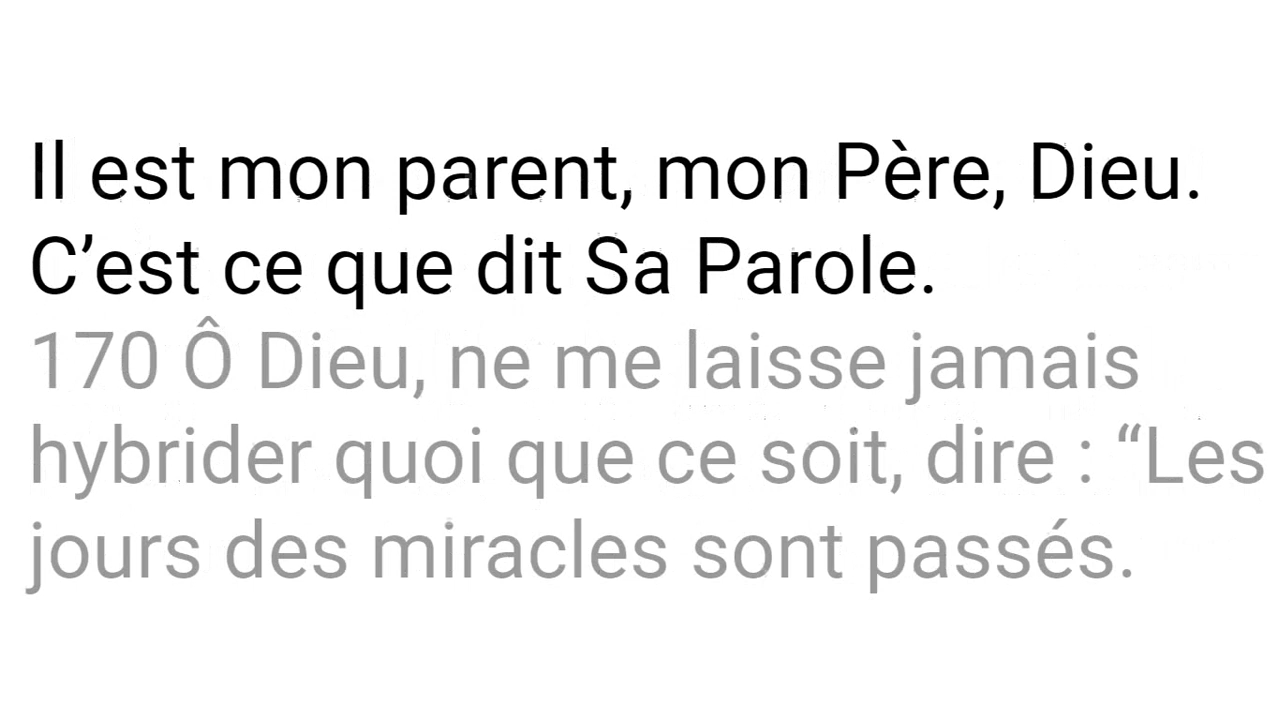 Il est mon parent, mon Père, Dieu.
C’est ce que dit Sa Parole.
170 Ô Dieu, ne me laisse jamais
hybrider quoi que ce soit, dire : “Les
jours des miracles sont passés.